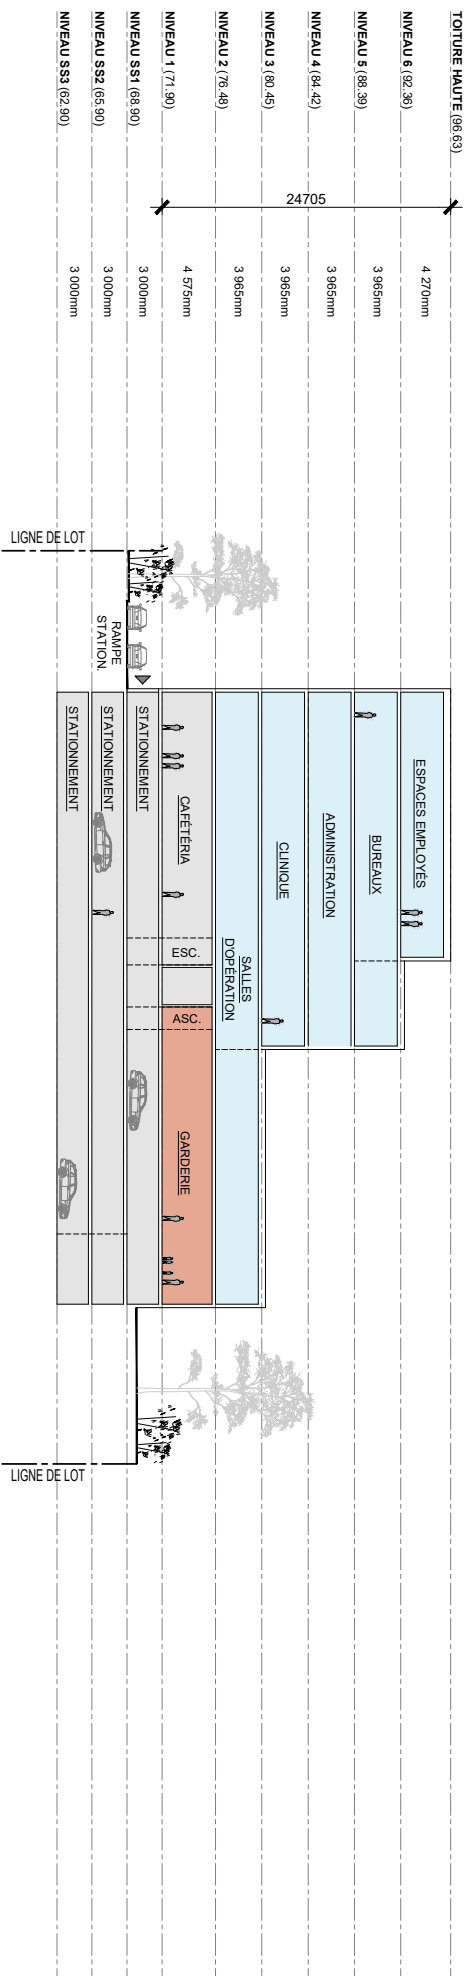 TOITURE HAUTE (96.63)
NIVEAU 6 (92.36)
NIVEAU 5 (88.39)
NIVEAU 4 (84.42)
NIVEAU 3 (80.45)
NIVEAU 2 (76.48)
NIVEAU 1 (71.90)
NIVEAU SS1 (68.90)
NIVEAU SS2 (65.90)
NIVEAU SS3 (62.90)
24705
4 270mm
3 965mm
3 965mm
3 965mm
3 965mm
4 575mm
3 000mm
3 000mm
3 000mm
LIGNE DE LOT
RAMPE
STATION.
ESPACES EMPLOYÉS
BUREAUX
ADMINISTRATION
CLINIQUE
SALLES
D'OPÉRATION
CAFÉTÉRIA
ESC.
ASC.
GARDERIE
STATIONNEMENT
STATIONNEMENT
STATIONNEMENT
LIGNE DE LOT